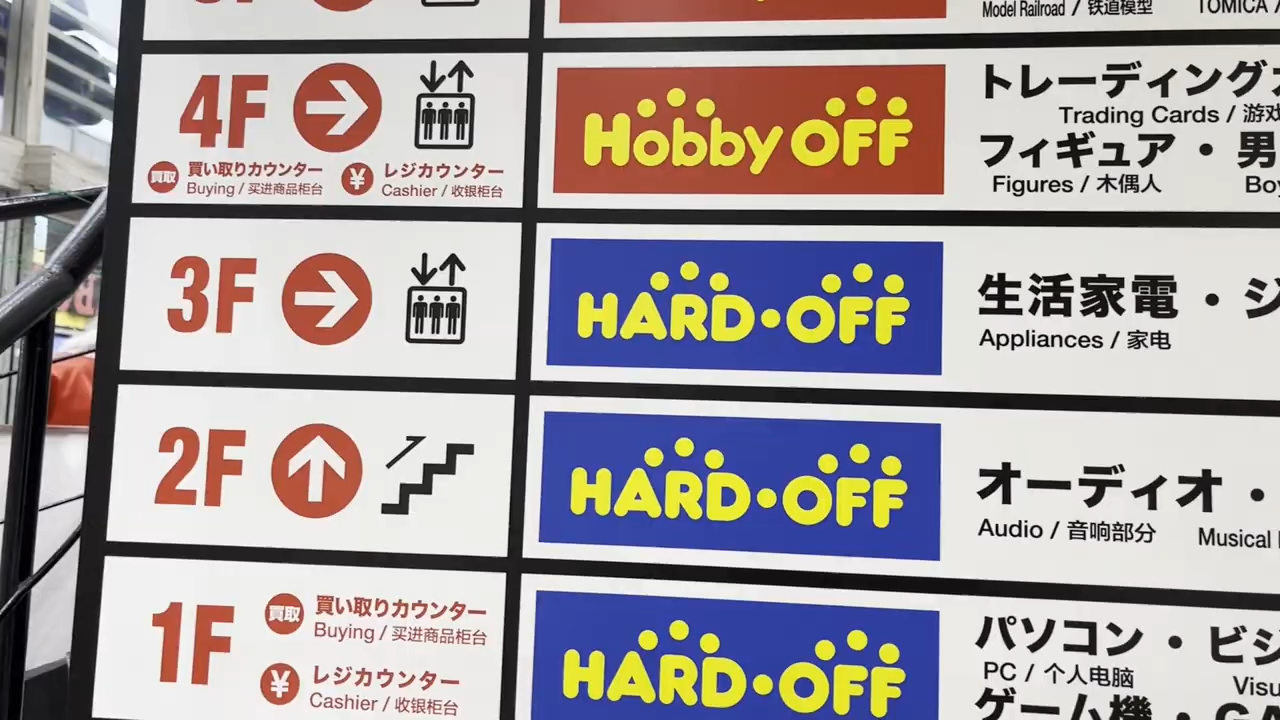 Model Railroad / 铁道模型
TOMICA /
4F
買取 買い取りカウンター
Buying / 买进商品柜台
¥ レジカウンター
Cashier / 收银柜台
Hobby OFF
トレーディング
Trading Cards / 游戏
フィギュア・男
Figures / 木偶人
Boy
3F
HARD・OFF
生活家電・ジ
Appliances / 家电
2F
HARD・OFF
オーディオ・
Audio / 音响部分
Musical
1F
買取 買い取りカウンター
Buying / 买进商品柜台
¥ レジカウンター
Cashier / 收银柜台
HARD・OFF
パソコン・ビジ
PC / 个人电脑
Visu
ゲーム機・